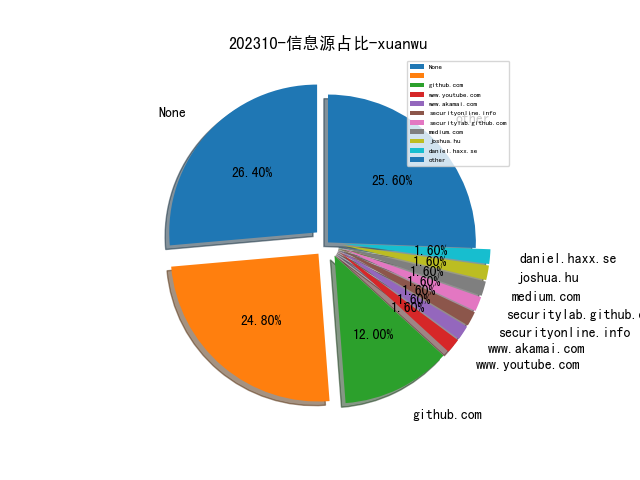 202310-信息源占比-xuanwu
None
github.com
www.youtube.com
www.akamai.com
securityonline.info
securitylab.github.com
medium.com
joshua.hu
daniel.haxx.se
other
None
other
26.40%
25.60%
24.80%
12.00%
1.60%
1.60%
1.60%
1.60%
1.60%
1.60%
1.60%
daniel.haxx.se
joshua.hu
medium.com
securitylab.github.c
securityonline.info
www.akamai.com
www.youtube.com
github.com